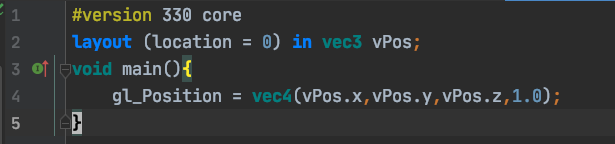 1 #version 330 core
2 layout (location = 0) in vec3 vPos;
3 void main(){
4 gl_Position = vec4(vPos.x,vPos.y,vPos.z,1.0);
5 }